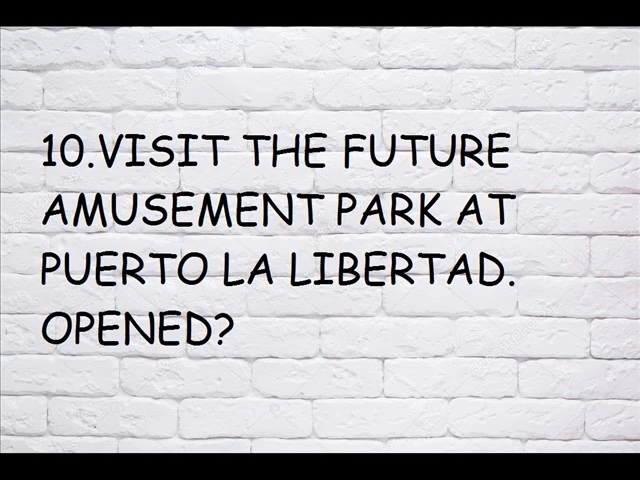 10.VISIT THE FUTURE
AMUSEMENT PARK AT
PUERTO LA LIBERTAD.
OPENED?